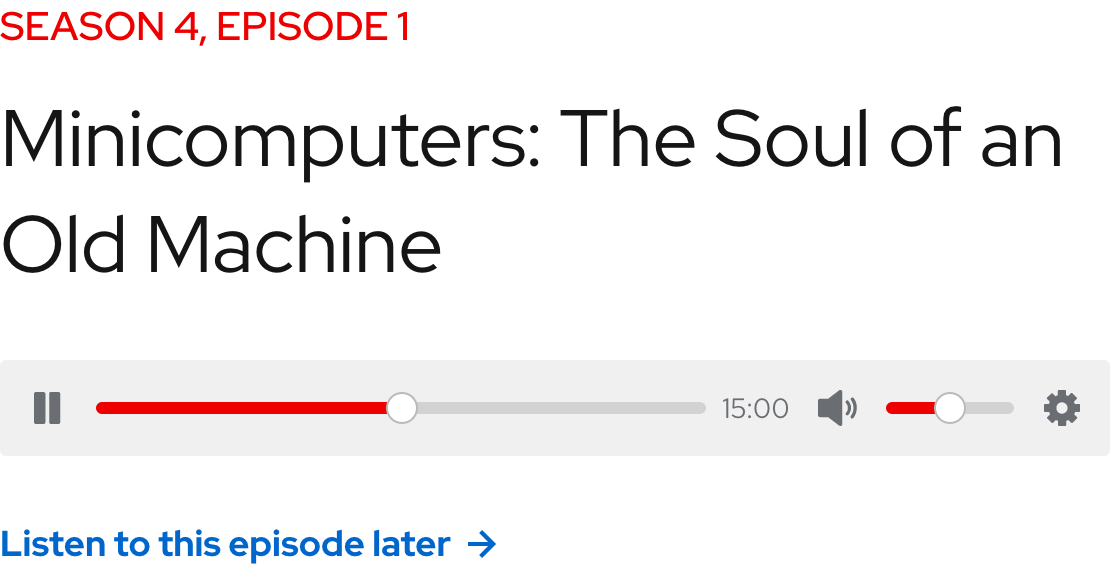 SEASON 4, EPISODE 1
Minicomputers: The Soul of an
Old Machine
15:00
Listen to this episode later →